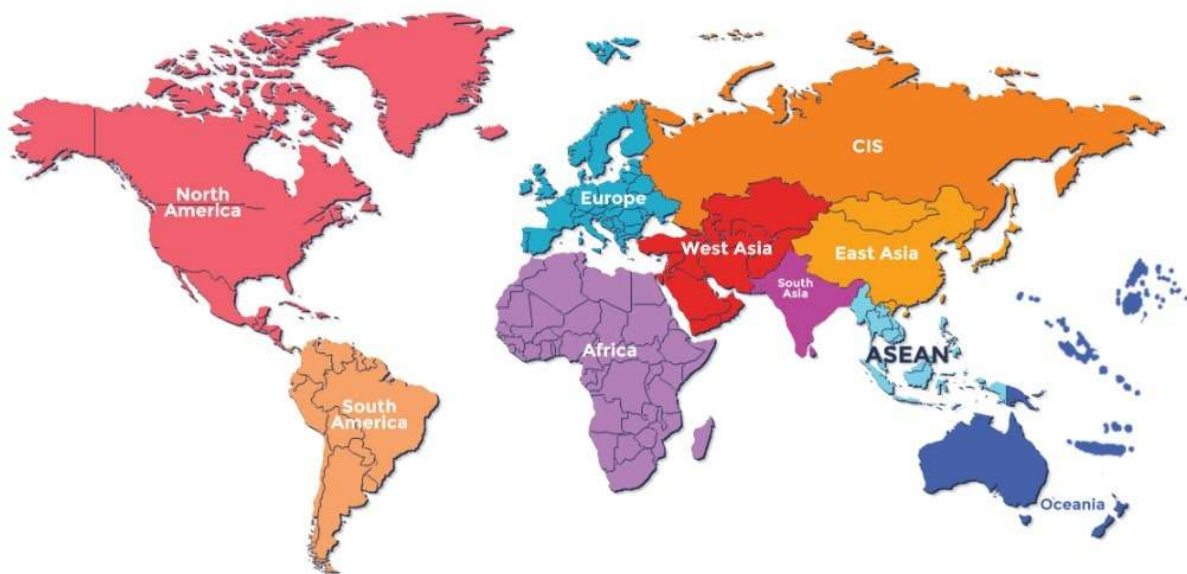 North
America
South
America
Europe
Africa
CIS
West Asia
East Asia
South
Asia
ASEAN
Oceania